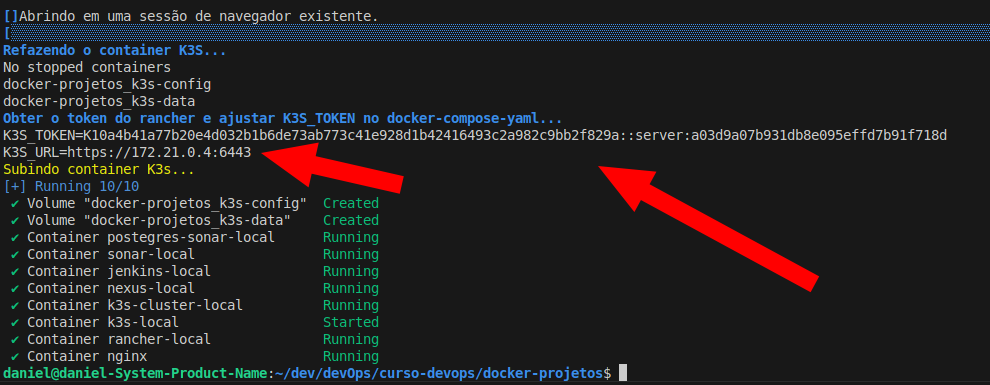 []Abrindo em uma sessão de navegador existente.
[
Refazendo o container K3S...
No stopped containers
docker-projetos_k3s-config
docker-projetos_k3s-data
Obter o token do rancher e ajustar K3S_TOKEN no docker-compose-yaml...
K3S_TOKEN=K10a4b41a77b20e4d032b1b6de73ab773c41e928d1b42416493c2a982c9bb2f829a::server:a03d9a07b931db8e095effd7b91f718d
K3S_URL=https://172.21.0.4:6443
Subindo container K3s...
[+] Running 10/10
✔ Volume "docker-projetos_k3s-config" Created
✔ Volume "docker-projetos_k3s-data" Created
✔ Container postegres-sonar-local Running
✔ Container sonar-local Running
✔ Container jenkins-local Running
✔ Container nexus-local Running
✔ Container k3s-cluster-local Running
✔ Container k3s-local Started
✔ Container rancher-local Running
✔ Container nginx Running
daniel@daniel-System-Product-Name:~/dev/devOps/curso-devops/docker-projetos$